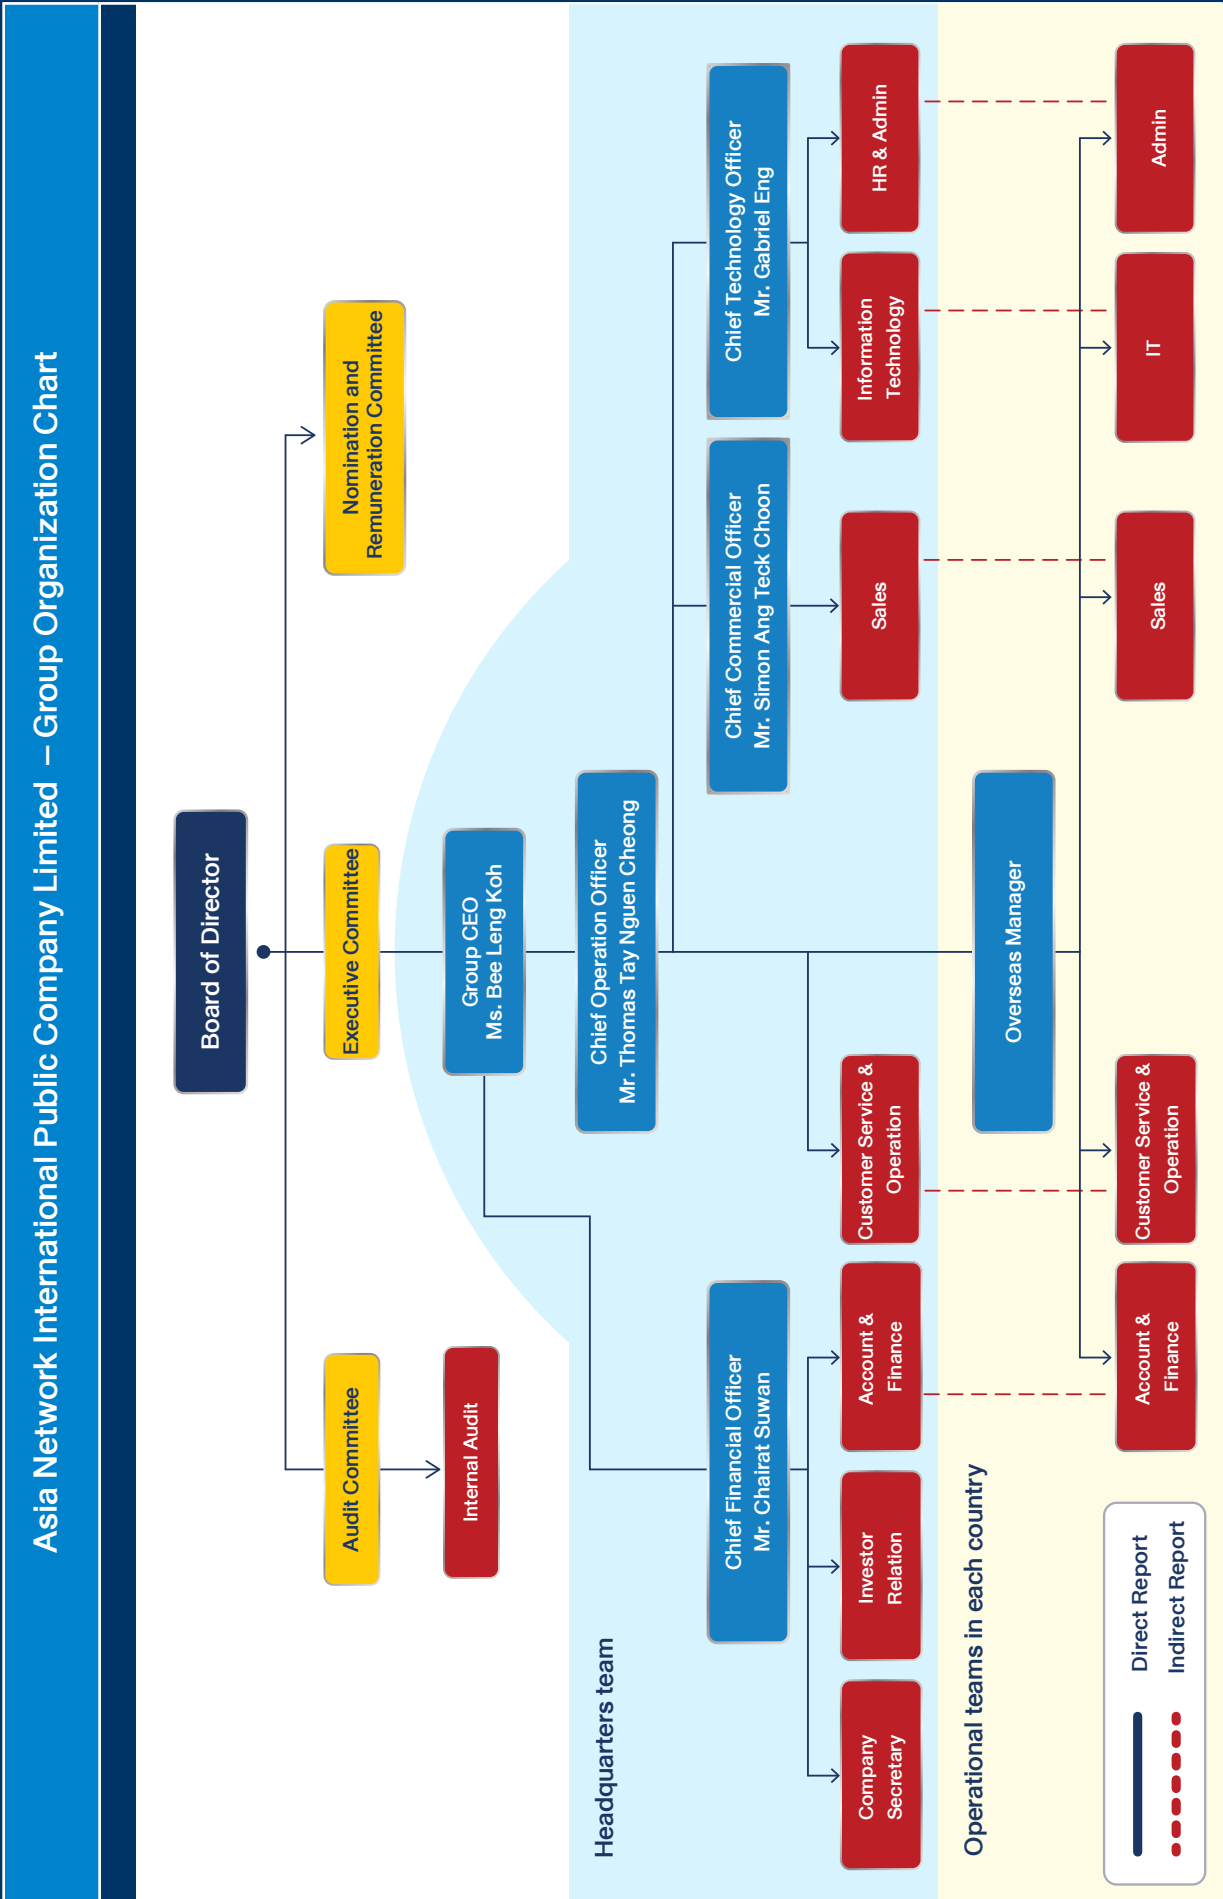 Asia Network International Public Company Limited – Group Organization Chart
Board of Director
Audit Committee
Executive Committee
Nomination and
Remuneration Committee
Internal Audit
Group CEO
Ms. Bee Leng Koh
Headquarters team
Chief Operation Officer
Mr. Thomas Tay Nguen Cheong
Chief Financial Officer
Mr. Chairat Suwan
Chief Commercial Officer
Mr. Simon Ang Teck Choon
Chief Technology Officer
Mr. Gabriel Eng
Company
Secretary
Investor
Relation
Account &
Finance
Customer Service &
Operation
Sales
Information
Technology
HR & Admin
Operational teams in each country
Overseas Manager
Direct Report
Indirect Report
Account &
Finance
Customer Service &
Operation
Sales
IT
Admin